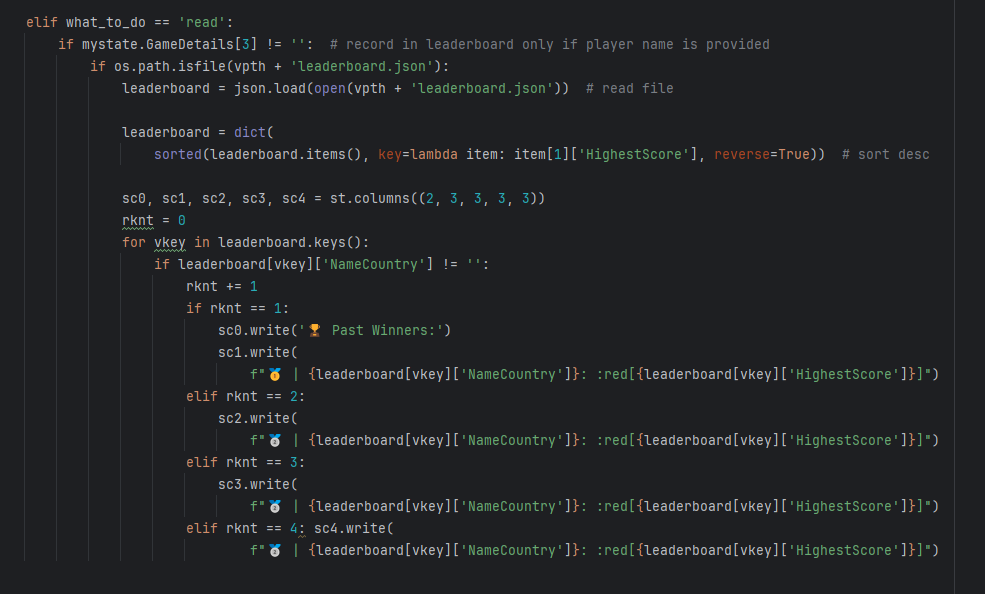 elif what_to_do == 'read':
    if mystate.GameDetails[3] != '':  # record in leaderboard only if player name is provided
        if os.path.isfile(vpth + 'leaderboard.json'):
            leaderboard = json.load(open(vpth + 'leaderboard.json'))  # read file

            leaderboard = dict(
                sorted(leaderboard.items(), key=lambda item: item[1]['HighestScore'], reverse=True))  # sort desc

            sc0, sc1, sc2, sc3, sc4 = st.columns((2, 3, 3, 3, 3))
            rknt = 0
            for vkey in leaderboard.keys():
                if leaderboard[vkey]['NameCountry'] != '':
                    rknt += 1
                    if rknt == 1:
                        sc0.write('🏆 Past Winners:')
                        sc1.write(
                            f"🥇 | {leaderboard[vkey]['NameCountry']}: :red[{leaderboard[vkey]['HighestScore']}]")
                    elif rknt == 2:
                        sc2.write(
                            f"🥈 | {leaderboard[vkey]['NameCountry']}: :red[{leaderboard[vkey]['HighestScore']}]")
                    elif rknt == 3:
                        sc3.write(
                            f"🥈 | {leaderboard[vkey]['NameCountry']}: :red[{leaderboard[vkey]['HighestScore']}]")
                    elif rknt == 4: sc4.write(
                            f"🥈 | {leaderboard[vkey]['NameCountry']}: :red[{leaderboard[vkey]['HighestScore']}]")